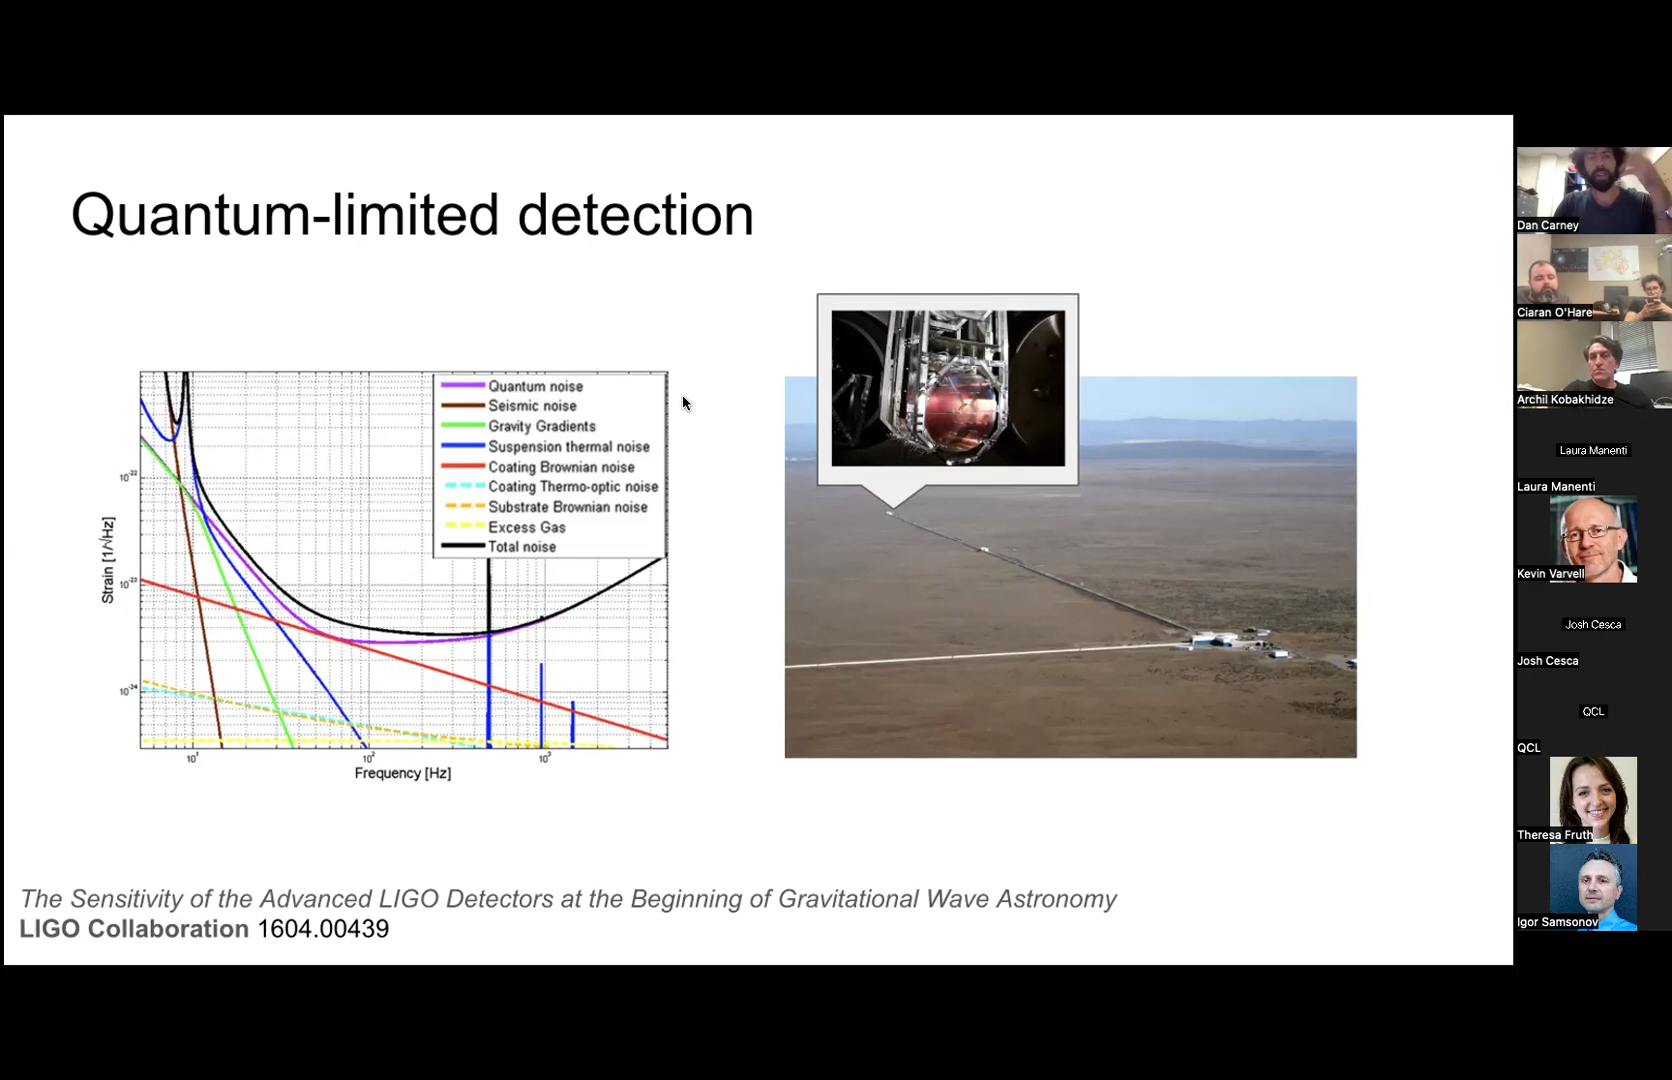 Quantum-limited detection
Quantum noise
Seismic noise
Gravity Gradients
Suspension thermal noise
Coating Brownian noise
Coating Thermo-optic noise
Substrate Brownian noise
Excess Gas
Total noise
Strain [1/√Hz]
10⁻²²
10⁻²³
10⁻²⁴
10¹
10²
10³
Frequency [Hz]
The Sensitivity of the Advanced LIGO Detectors at the Beginning of Gravitational Wave Astronomy
LIGO Collaboration 1604.00439
Dan Carney
Ciaran O'Hare
Archil Kobakhidze
Laura Manenti
Laura Manenti
Kevin Varvell
Josh Cesca
Josh Cesca
QCL
QCL
Theresa Fruth
Igor Samsonov